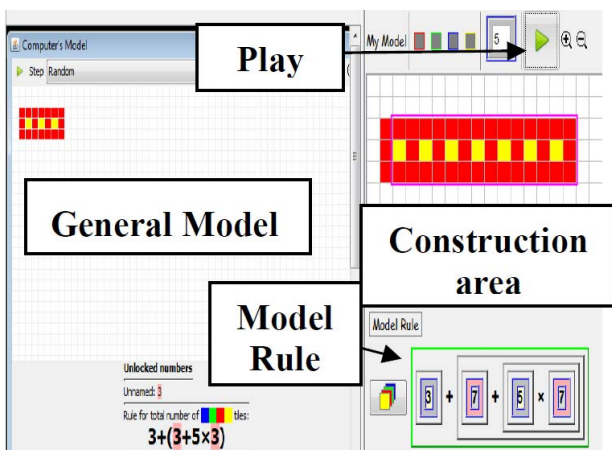 Computer's Model
Step Random
Play
My Model 5
General Model
Construction
area
Model
Rule
Model Rule
3 + 7 + 5 × 7
Unlocked numbers
Unnamed: 3
Rule for total number of tiles:
3+(3+5×3)